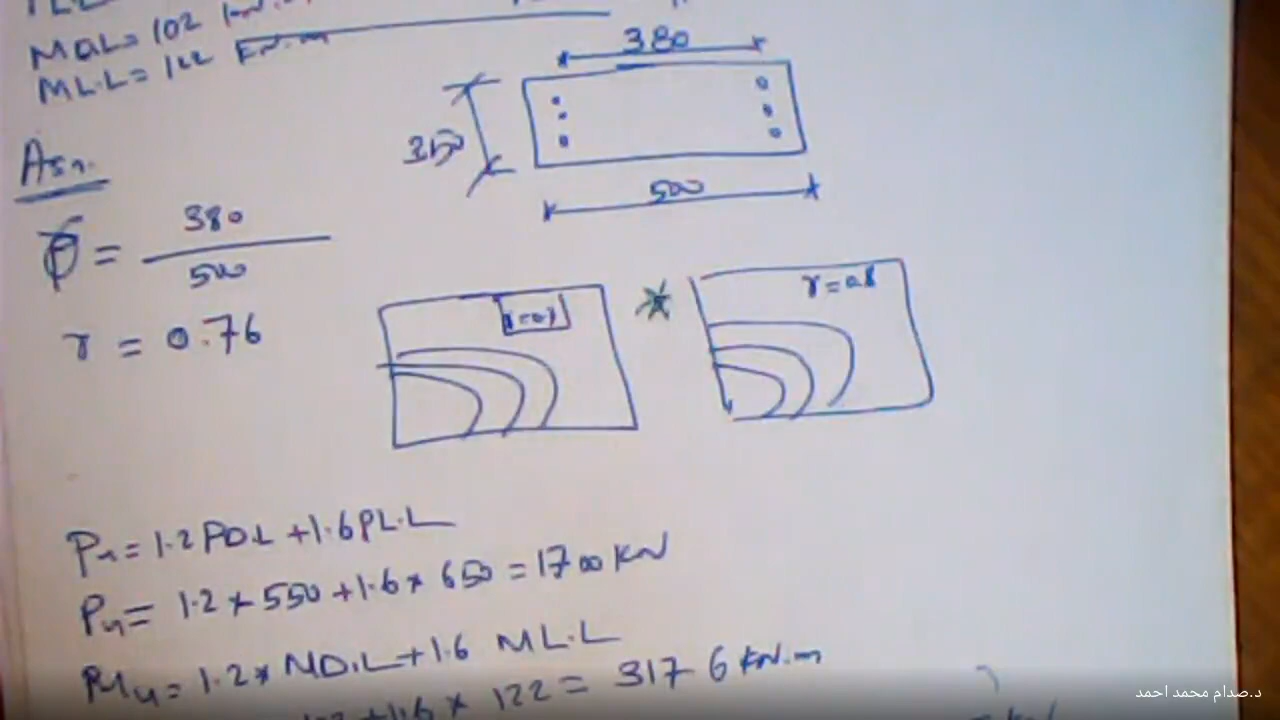 MDL = 102 kN.m
ML.L = 122 kN.m
380
350
500
Asn.
380
500
γ = 0.76
γ = 0.8
Pu = 1.2 PD.L + 1.6 PL.L
Pu = 1.2 * 550 + 1.6 * 650 = 1700 kN
Mu = 1.2 * MD.L + 1.6 ML.L
+ 1.6 * 122 = 317.6 kN.m
د.صدام محمد احمد